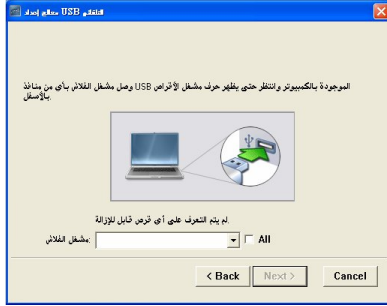 معالج إعداد USB التلقائي
وصل مشغل الفلاش بأي من منافذ USB الموجودة بالكمبيوتر وانتظر حتى يظهر حرف مشغل الأقراص
بالأسفل.
لم يتم التعرف على أي قرص قابل للإزالة.
مشغل الفلاش: All
< Back Next > Cancel